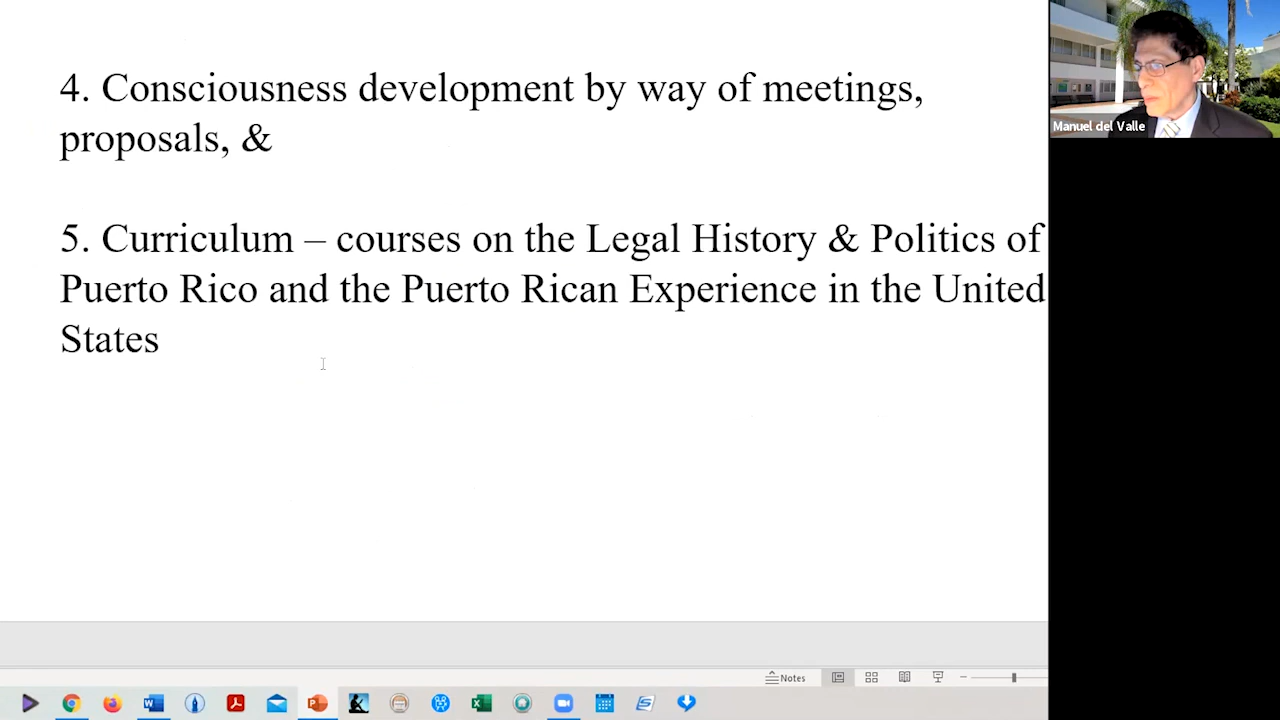 4. Consciousness development by way of meetings,
proposals, &
5. Curriculum – courses on the Legal History & Politics of
Puerto Rico and the Puerto Rican Experience in the United
States
Manuel del Valle
Notes